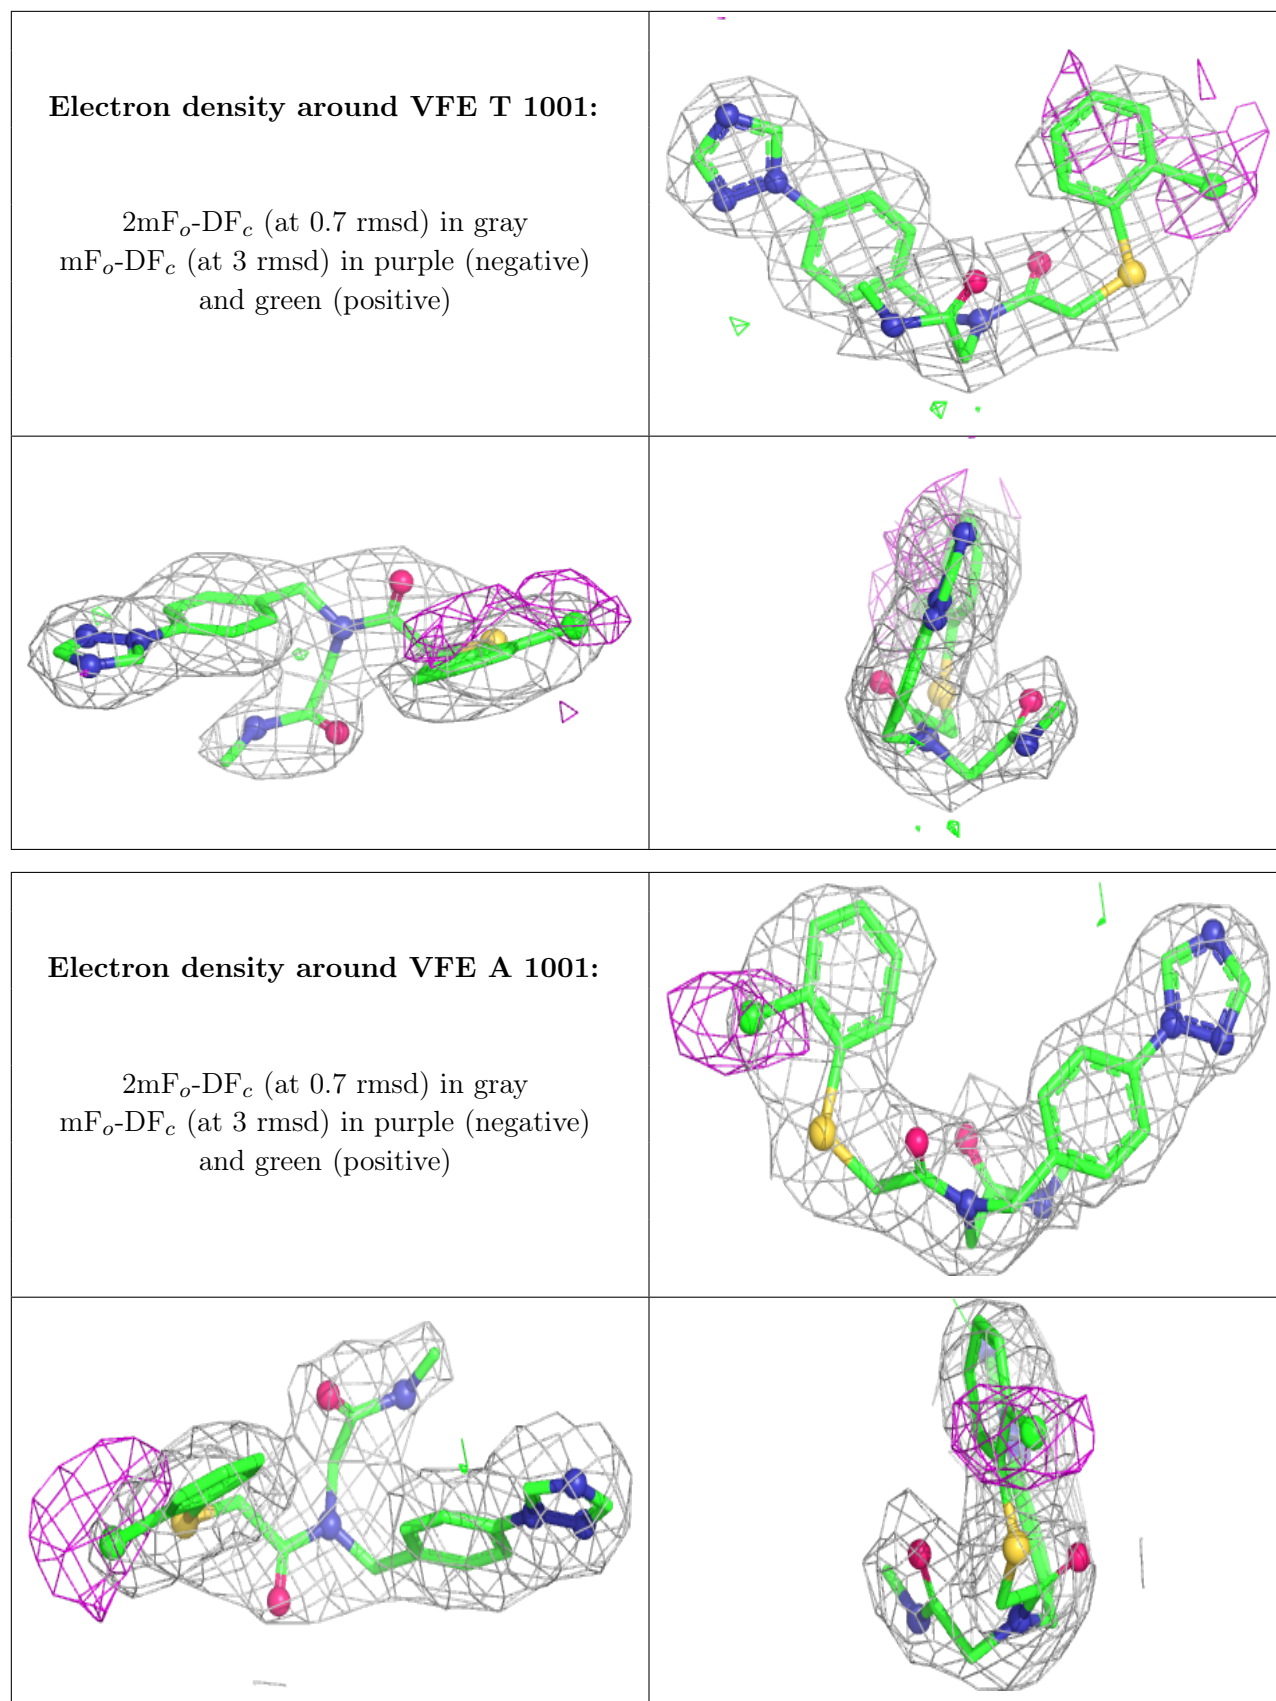 Electron density around VFE T 1001:
2mFo-DFc (at 0.7 rmsd) in gray
mFo-DFc (at 3 rmsd) in purple (negative)
and green (positive)
Electron density around VFE A 1001:
2mFo-DFc (at 0.7 rmsd) in gray
mFo-DFc (at 3 rmsd) in purple (negative)
and green (positive)